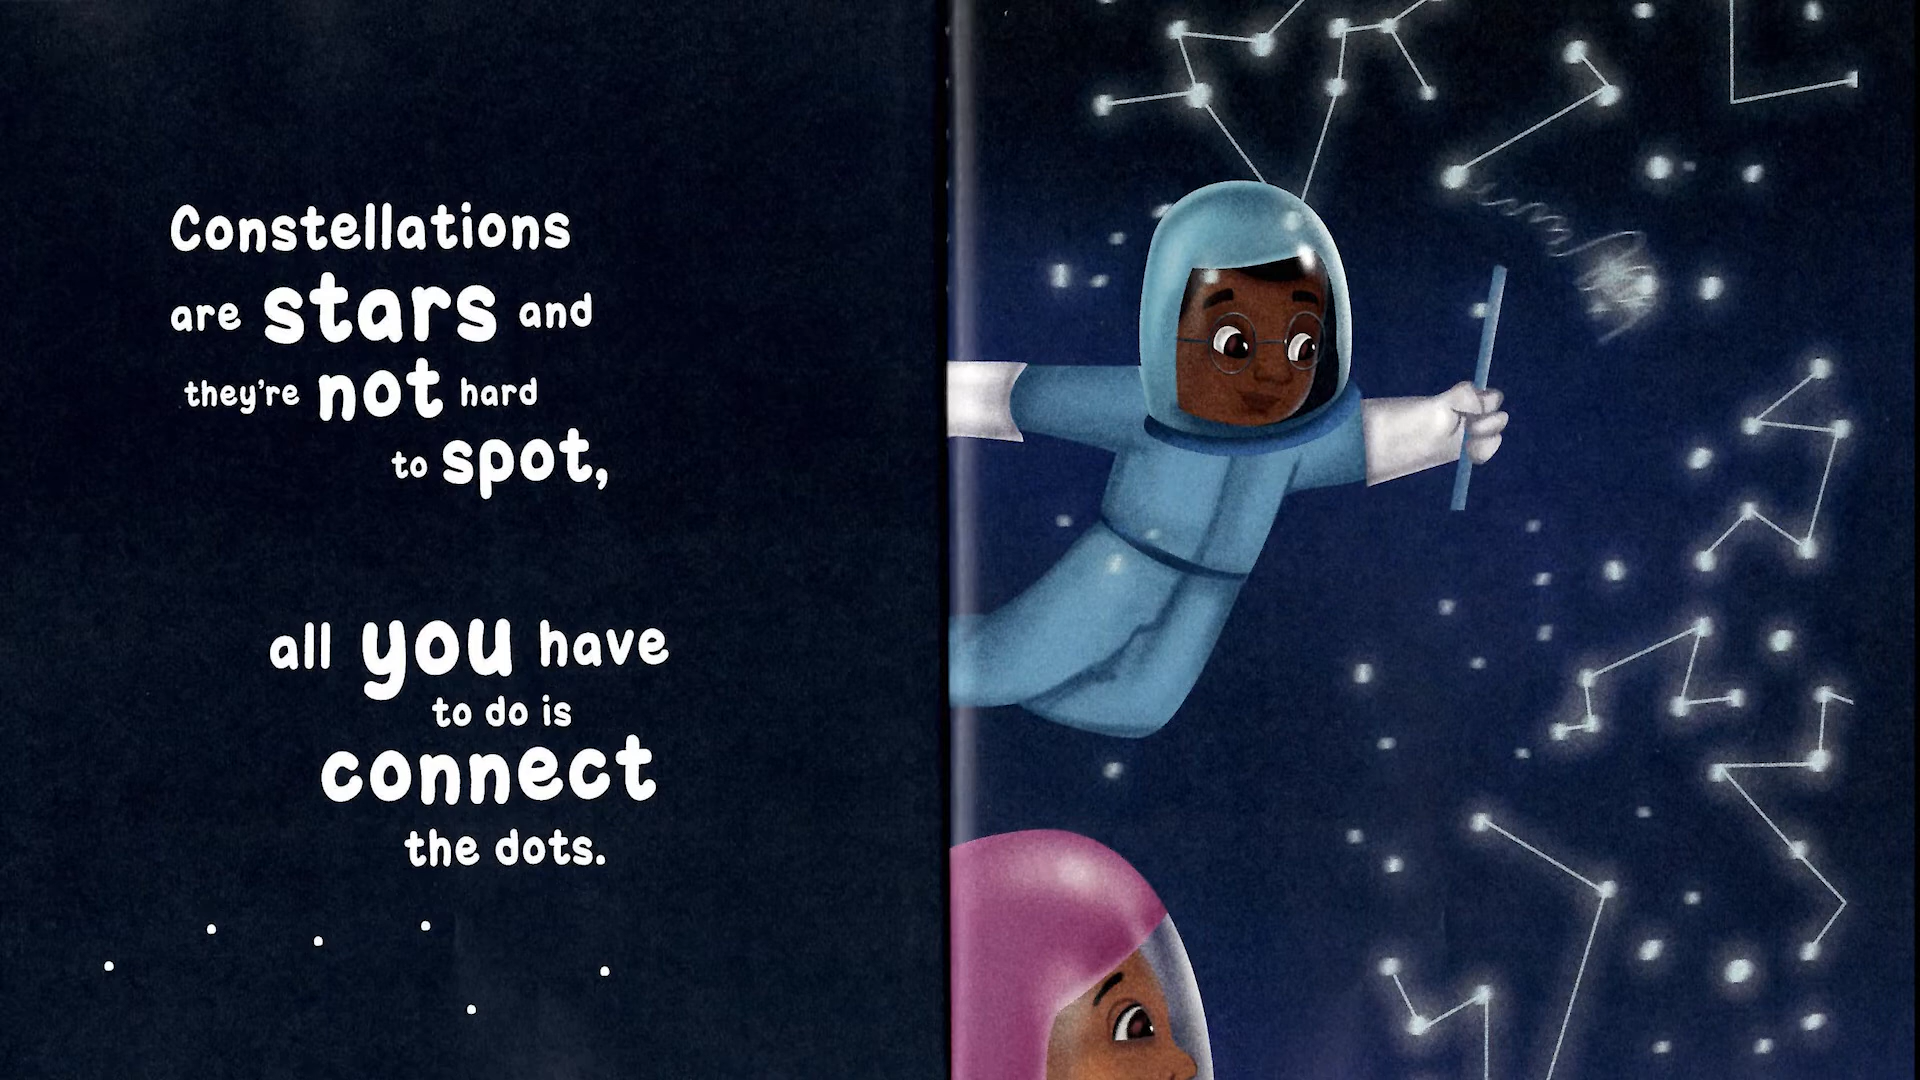 Constellations
are stars and
they're not hard
to spot,
all you have
to do is
connect
the dots.